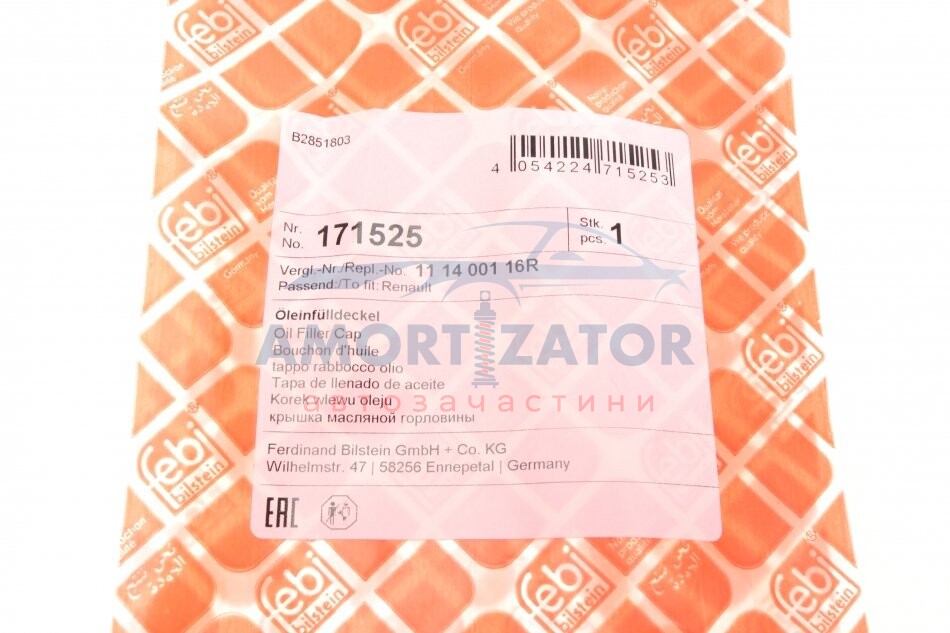 febi
bilstein
B2851803
4 054224 715253
Nr.
No. 171525
Stk.
pcs. 1
Vergl.-Nr./Repl.-No. 11 14 001 16R
Passend:/To fit: Renault
Öleinfülldeckel
Oil Filler Cap
Bouchon d'huile
tappo rabbocco olio
Tapa de llenado de aceite
Korek wlewu oleju
крышка масляной горловины
AMORTIZATOR
автозапчастини
Ferdinand Bilstein GmbH + Co. KG
Wilhelmstr. 47 | 58256 Ennepetal | Germany
EAC